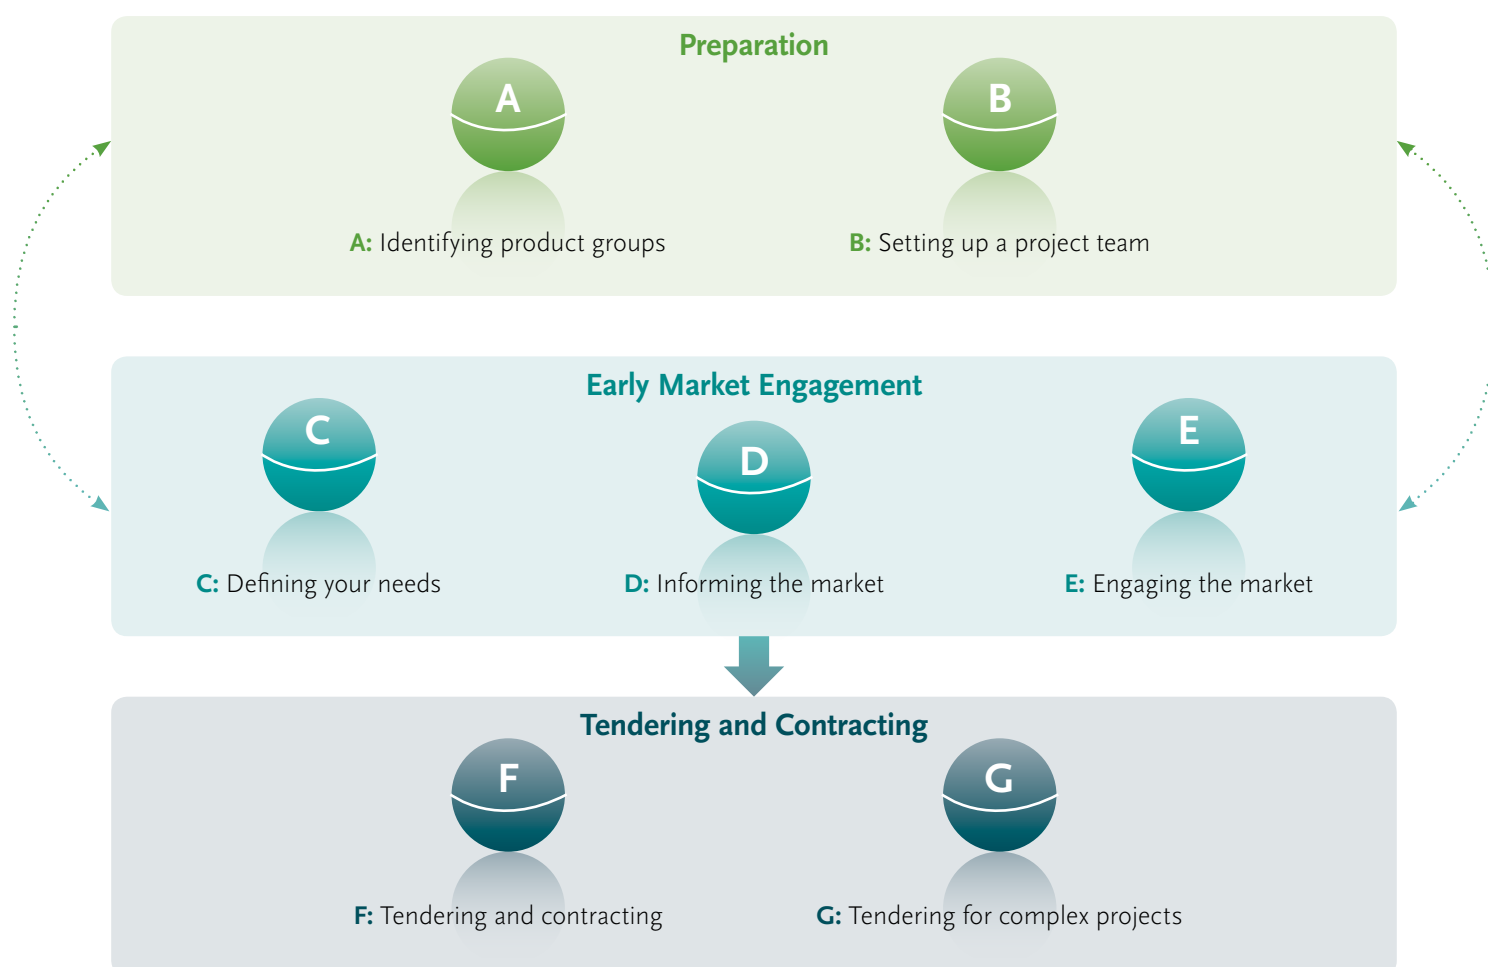 Preparation
A
B
A: Identifying product groups
B: Setting up a project team
Early Market Engagement
C
D
E
C: Defining your needs
D: Informing the market
E: Engaging the market
Tendering and Contracting
F
G
F: Tendering and contracting
G: Tendering for complex projects